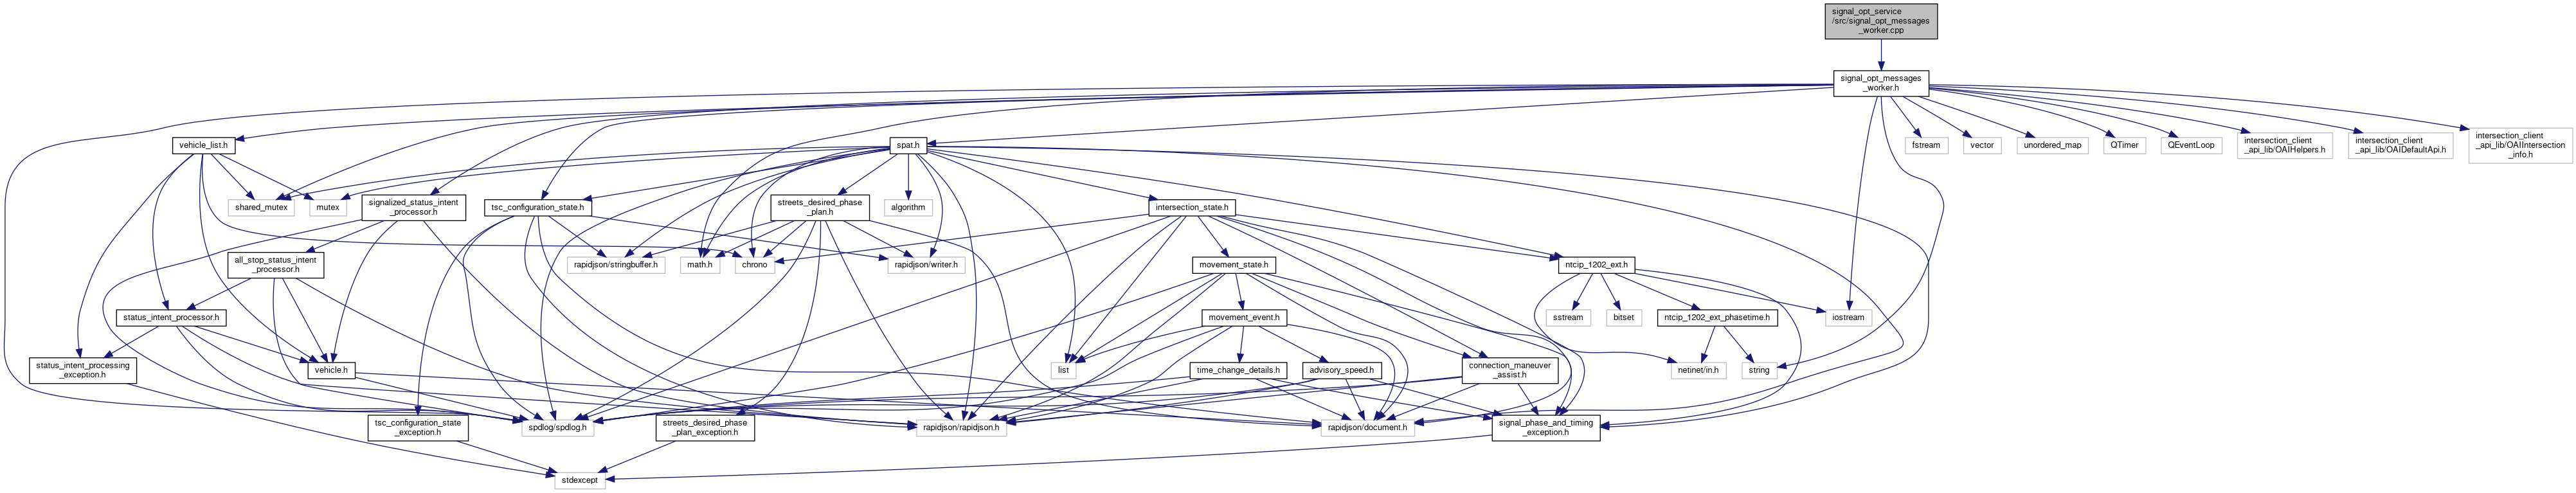 signal_opt_service
/src/signal_opt_messages
_worker.cpp
signal_opt_messages
_worker.h
vehicle_list.h
spat.h
fstream
vector
unordered_map
QTimer
QEventLoop
intersection_client
_api_lib/OAIHelpers.h
intersection_client
_api_lib/OAIDefaultApi.h
intersection_client
_api_lib/OAIIntersection
_info.h
shared_mutex
mutex
signalized_status_intent
_processor.h
tsc_configuration_state.h
streets_desired_phase
_plan.h
algorithm
intersection_state.h
all_stop_status_intent
_processor.h
rapidjson/stringbuffer.h
math.h
chrono
rapidjson/writer.h
movement_state.h
ntcip_1202_ext.h
status_intent_processor.h
movement_event.h
sstream
bitset
ntcip_1202_ext_phasetime.h
iostream
status_intent_processing
_exception.h
vehicle.h
list
time_change_details.h
advisory_speed.h
connection_maneuver
_assist.h
netinet/in.h
string
tsc_configuration_state
_exception.h
spdlog/spdlog.h
streets_desired_phase
_plan_exception.h
rapidjson/rapidjson.h
rapidjson/document.h
signal_phase_and_timing
_exception.h
stdexcept